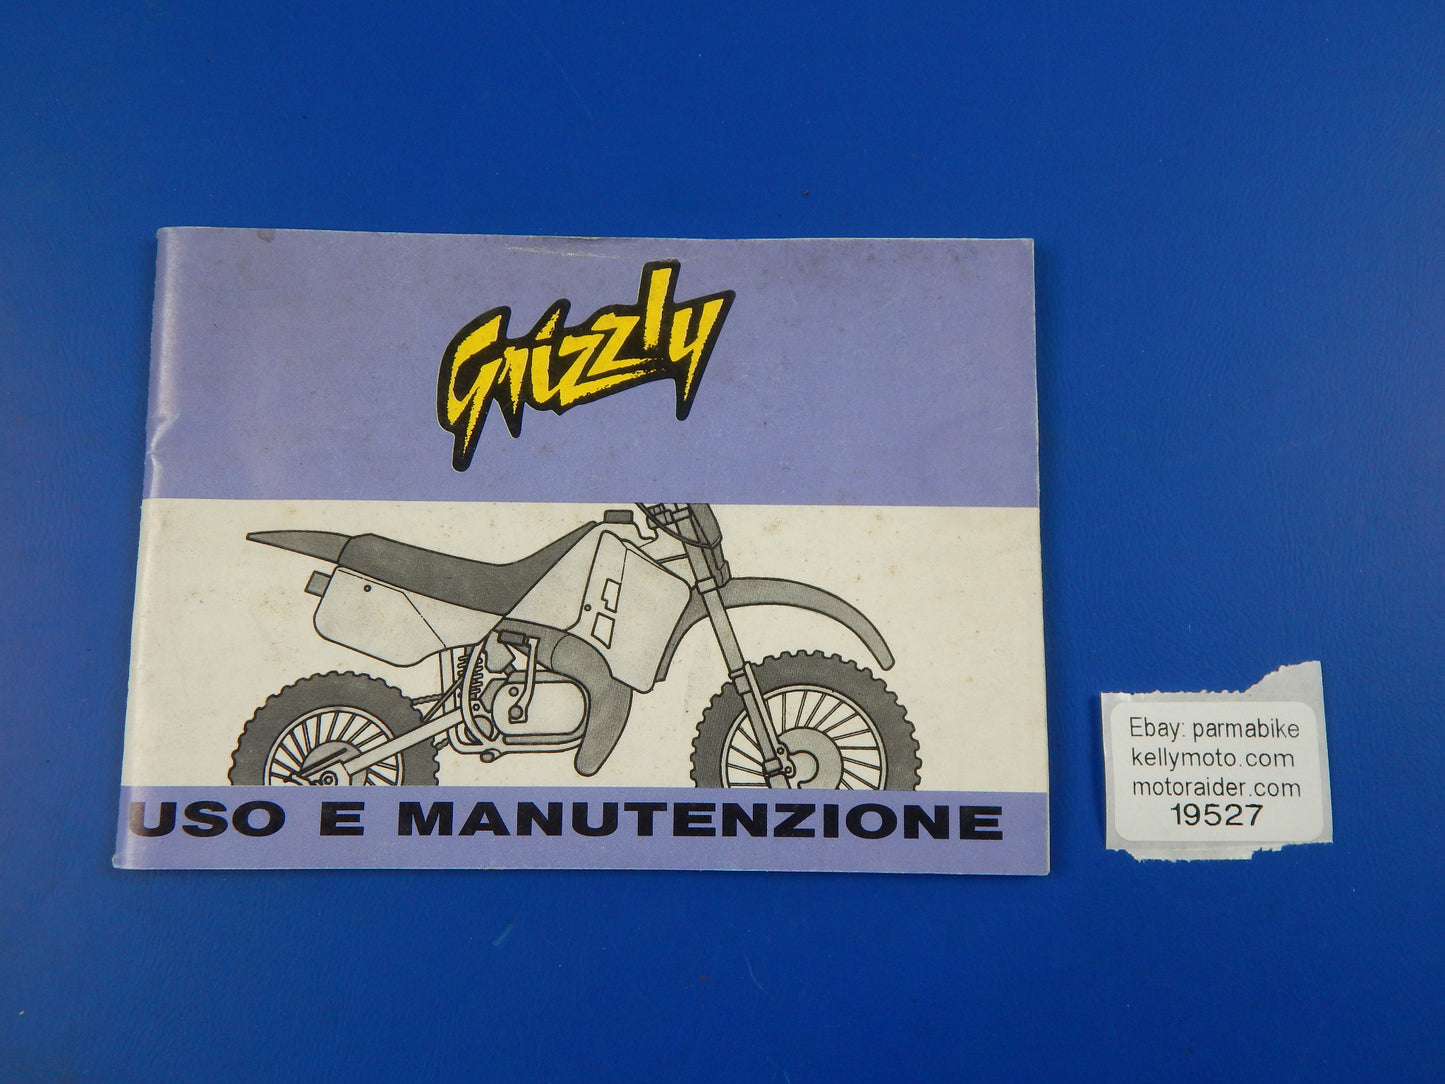 Grizzly
USO E MANUTENZIONE
Ebay: parmabike
kellymoto.com
motoraider.com
19527